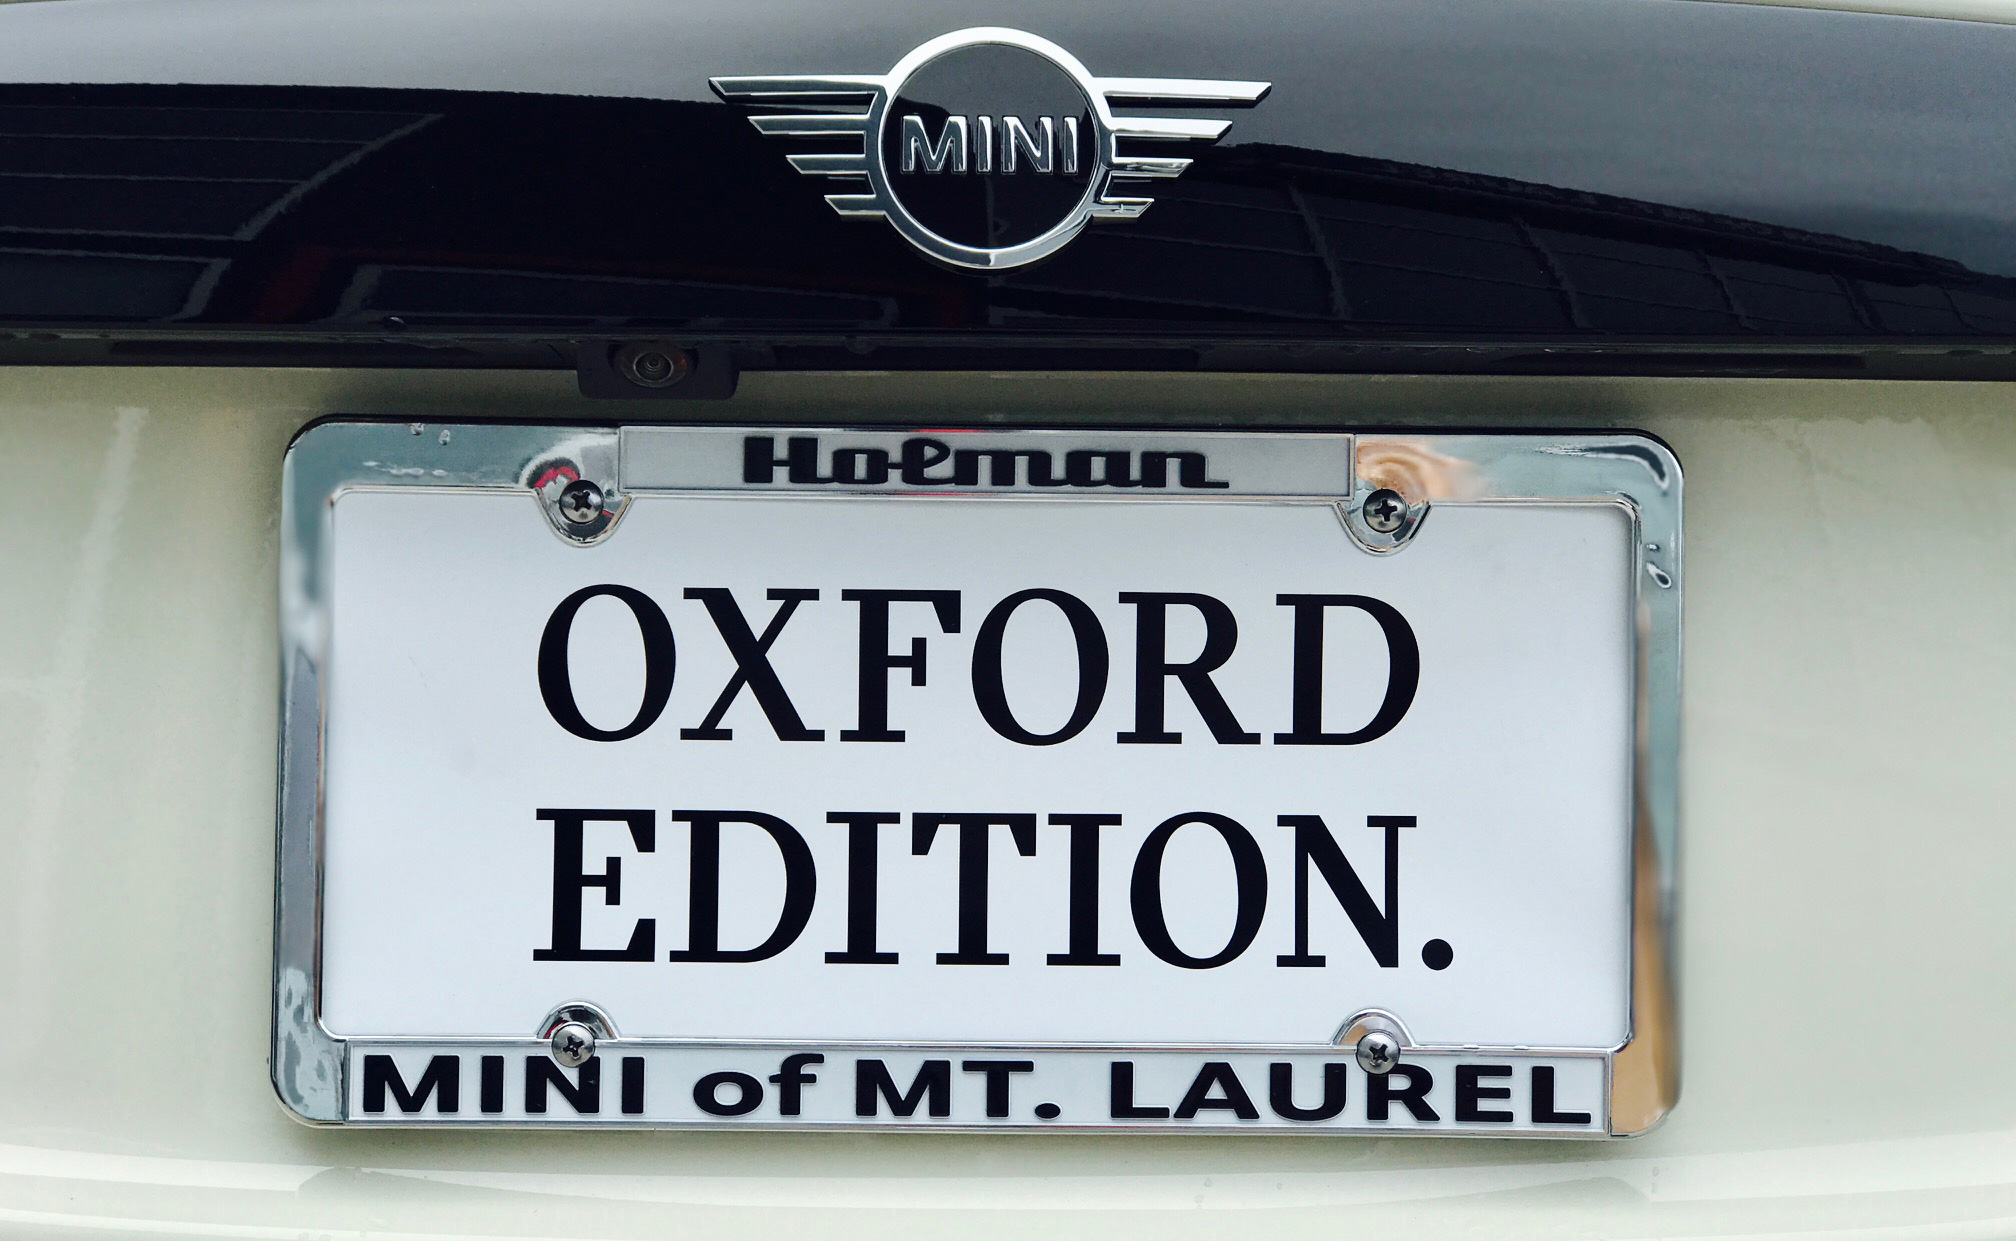 MINI
Holman
OXFORD
EDITION.
MINI of MT. LAUREL